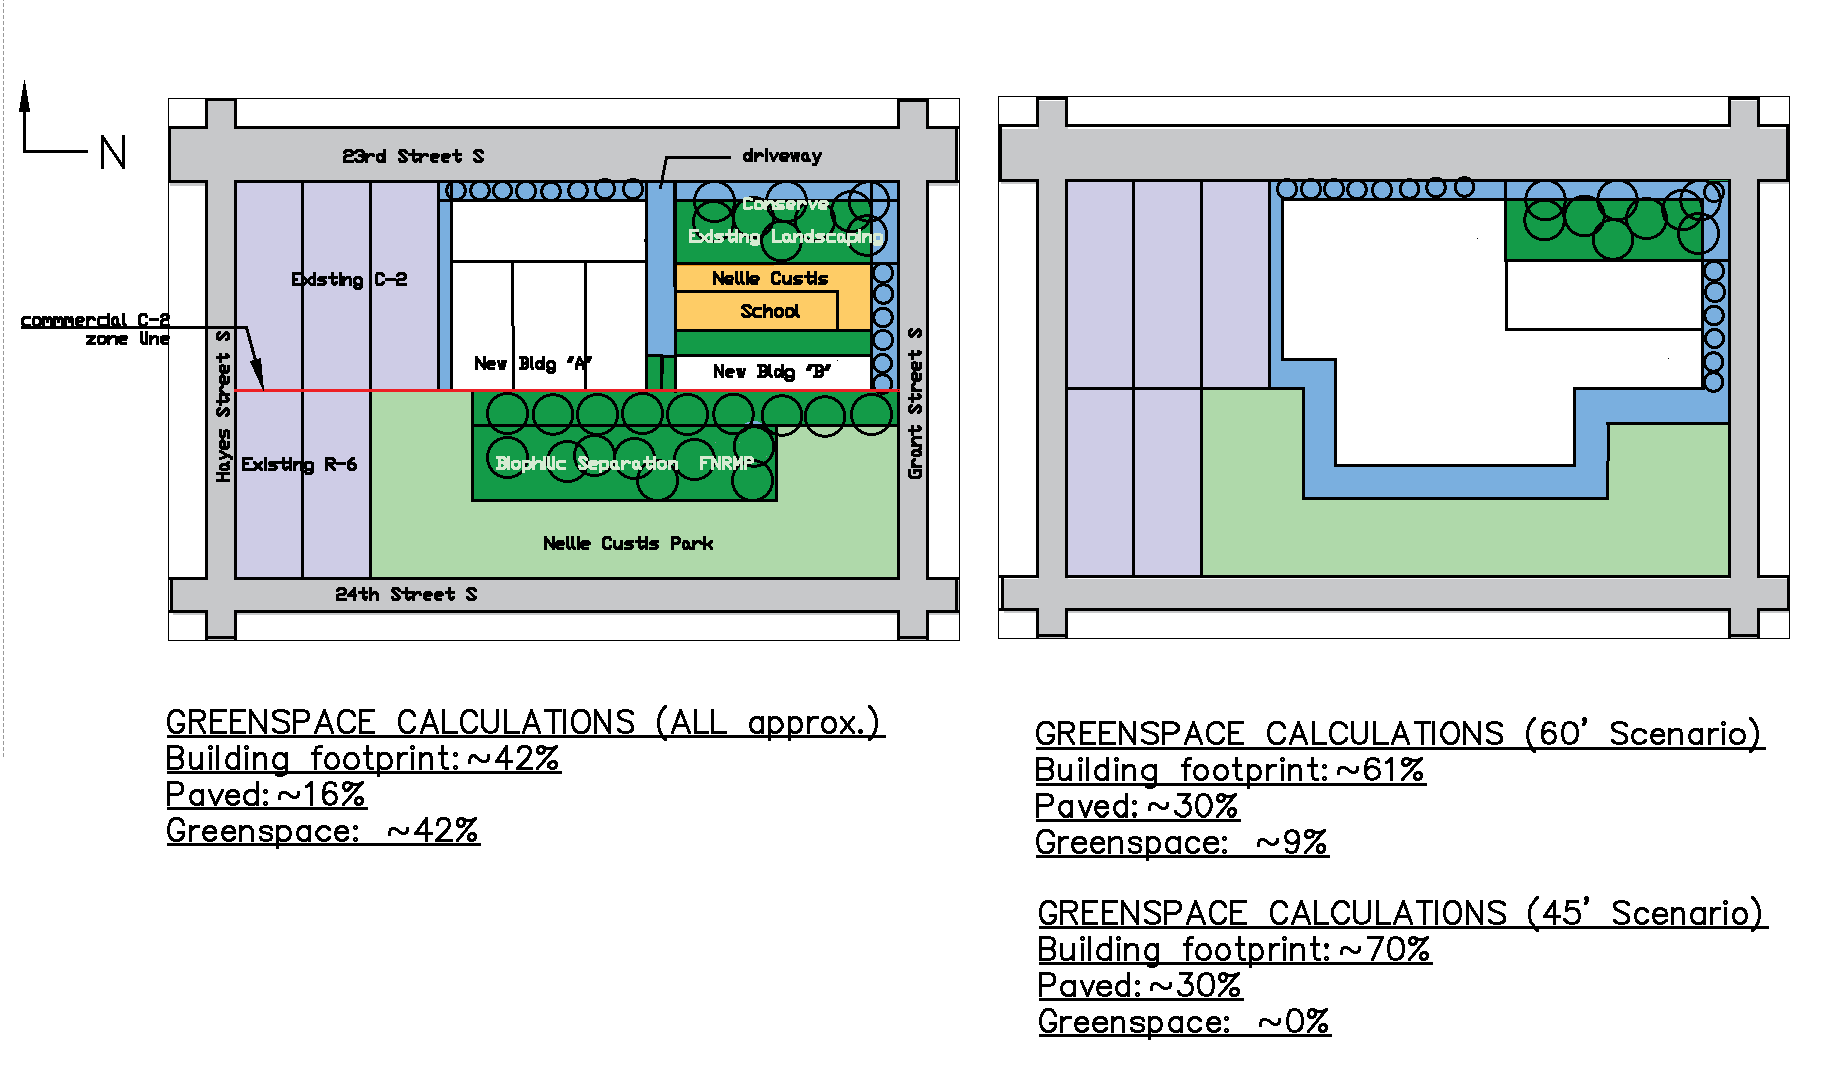 N
23rd Street S
driveway
Conserve
Existing Landscaping
Existing C-2
Nellie Custis
School
commmercial C-2
zone line
New Bldg "A"
New Bldg "B"
Hayes Street S
Grant Street S
Existing R-6
Biophilic Separation FNRMP
Nellie Custis Park
24th Street S
GREENSPACE CALCULATIONS (ALL approx.)
Building footprint: ~42%
Paved: ~16%
Greenspace: ~42%
GREENSPACE CALCULATIONS (60' Scenario)
Building footprint: ~61%
Paved: ~30%
Greenspace: ~9%
GREENSPACE CALCULATIONS (45' Scenario)
Building footprint: ~70%
Paved: ~30%
Greenspace: ~0%